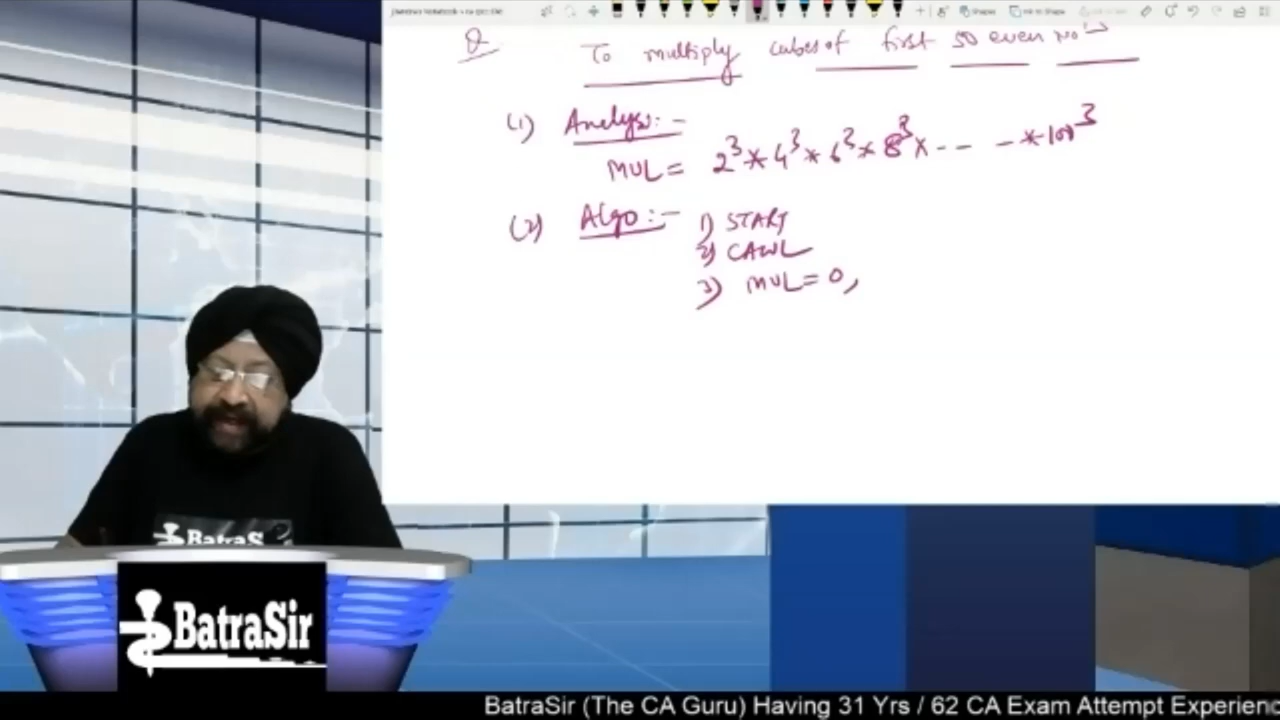 Q To multiply cubes of first 50 even no's
(1) Analysis:-
MUL = 2³ * 4³ * 6³ * 8³ * -- - * 100³
(2) Algo:- 1) START
2) CAWL
3) MUL = 0,
BatraSir
BatraSir
BatraSir (The CA Guru) Having 31 Yrs / 62 CA Exam Attempt Experienc